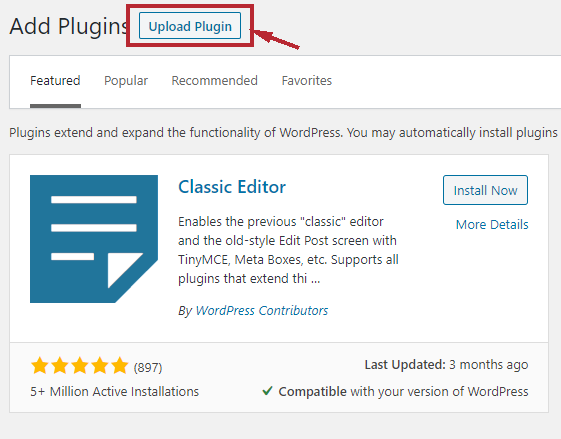 Add Plugins Upload Plugin
Featured Popular Recommended Favorites
Plugins extend and expand the functionality of WordPress. You may automatically install plugins
Classic Editor
Install Now
More Details
Enables the previous "classic" editor
and the old-style Edit Post screen with
TinyMCE, Meta Boxes, etc. Supports all
plugins that extend thi ...
By WordPress Contributors
(897)
5+ Million Active Installations
Last Updated: 3 months ago
Compatible with your version of WordPress